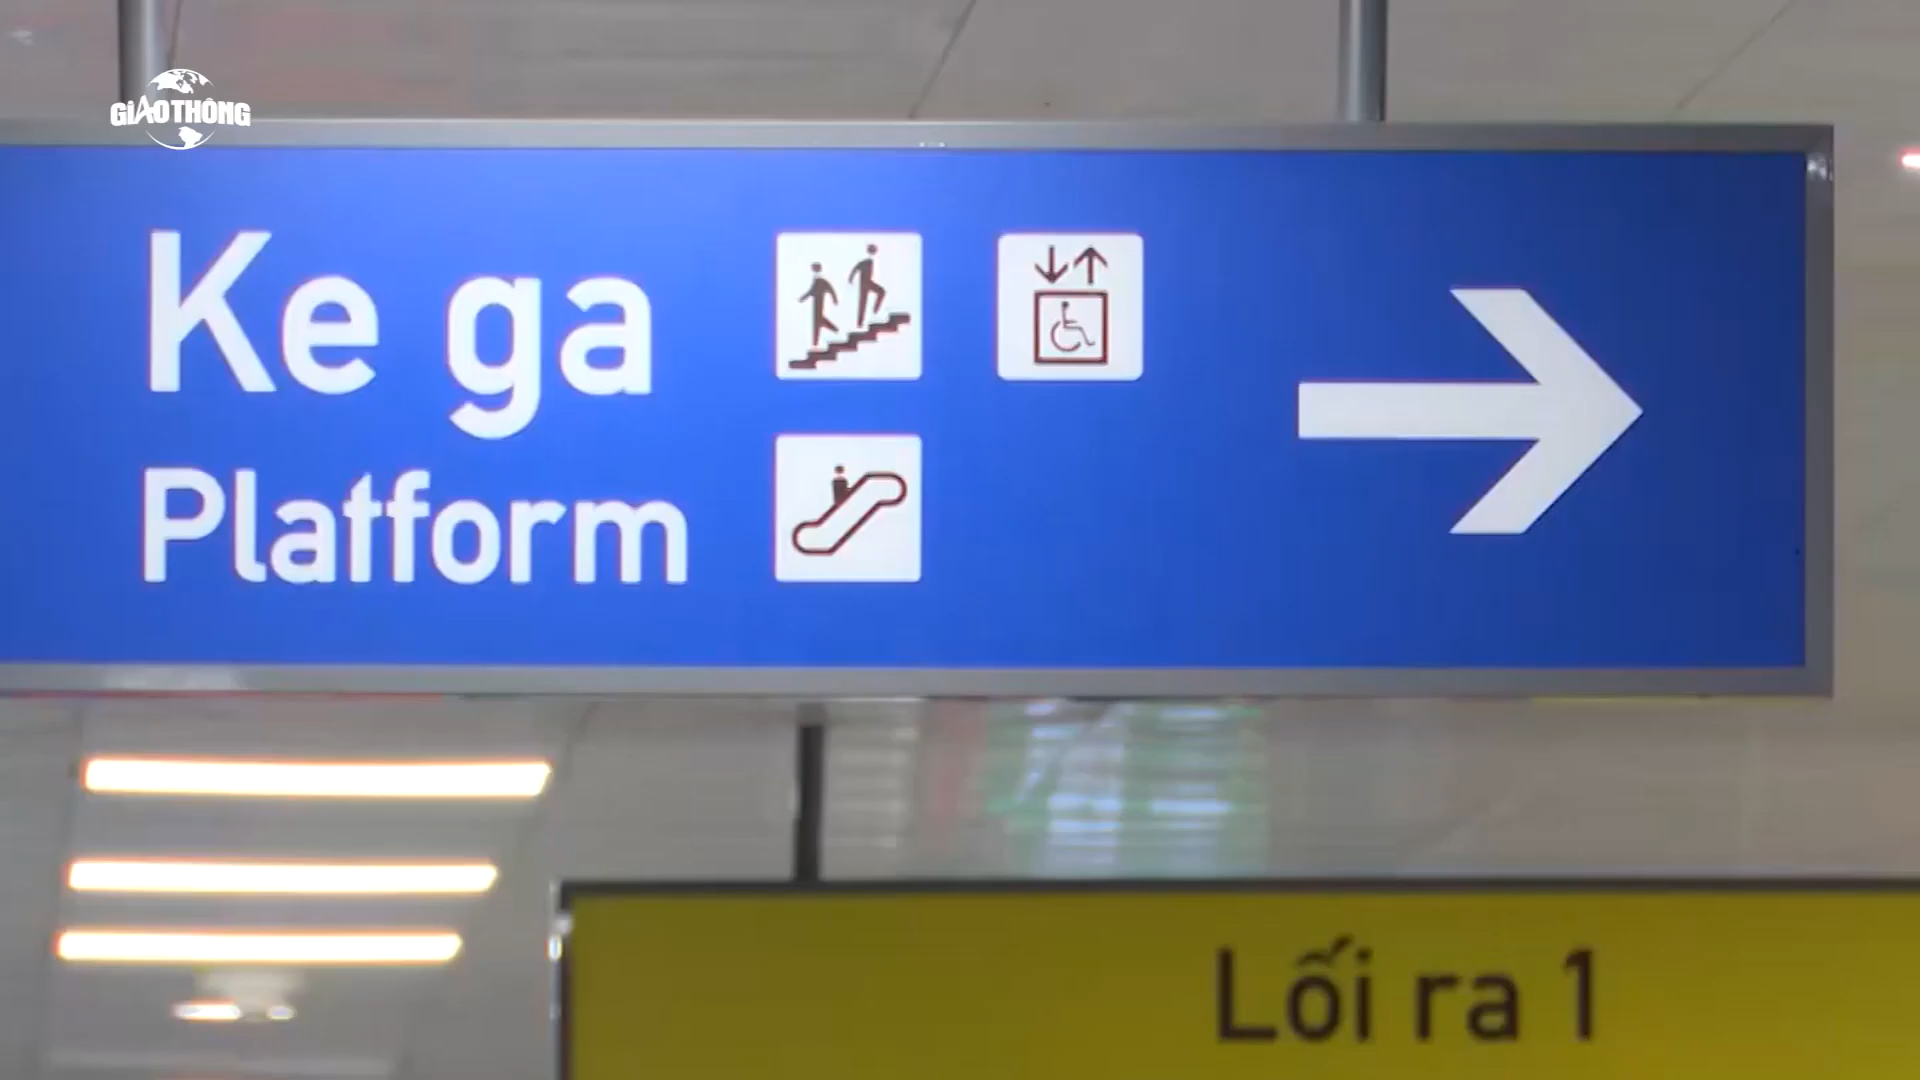 GIAO THÔNG
Ke ga
Platform
Lối ra 1